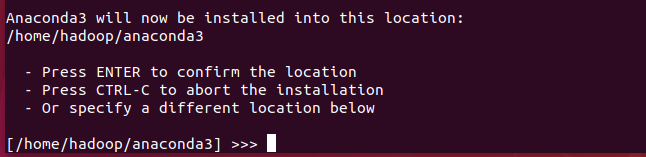 Anaconda3 will now be installed into this location:
/home/hadoop/anaconda3
- Press ENTER to confirm the location
- Press CTRL-C to abort the installation
- Or specify a different location below
[/home/hadoop/anaconda3] >>>